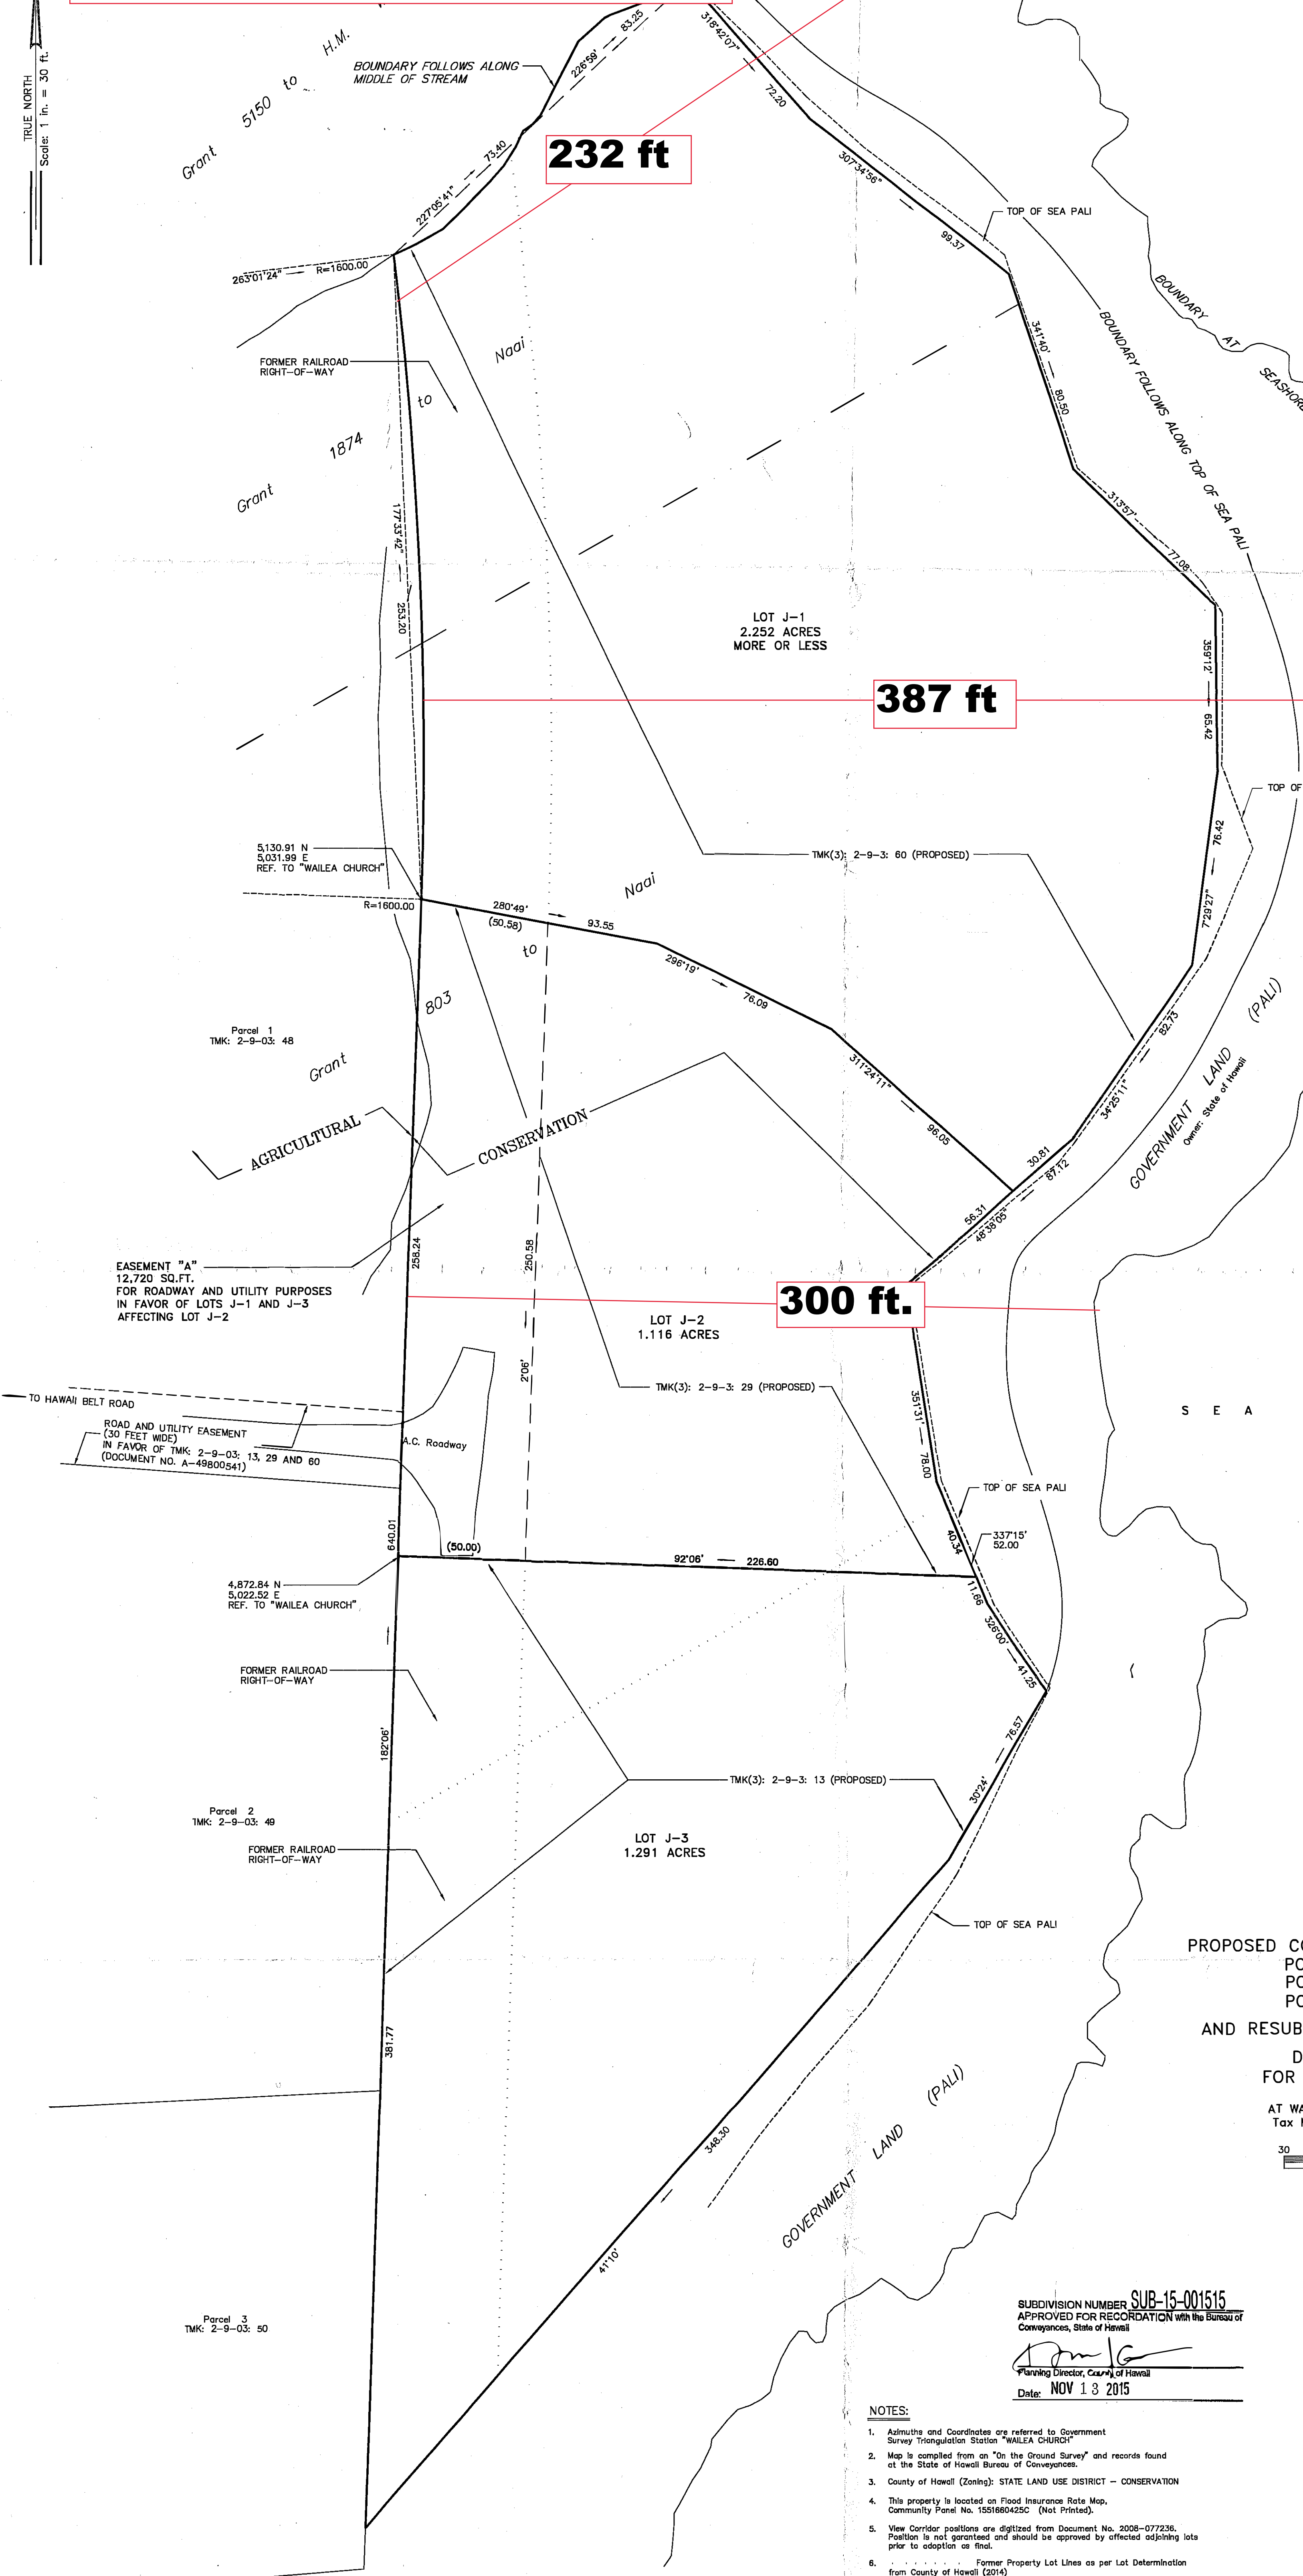 TRUE NORTH
Scale: 1 in. = 30 ft.
H.M.
to
5150
Grant
BOUNDARY FOLLOWS ALONG
MIDDLE OF STREAM
226°59'
83.25
318°42'07"
72.20
232 ft
73.40
227°05'41"
307°34'56"
99.37
TOP OF SEA PALI
263°01'24"
R=1600.00
BOUNDARY
AT
SEASHORE
BOUNDARY FOLLOWS ALONG TOP OF SEA PALI
FORMER RAILROAD
RIGHT-OF-WAY
Naai
to
1874
Grant
341°40'
80.50
177°33'42"
253.20
313°57'
77.08
LOT J-1
2.252 ACRES
MORE OR LESS
359°12'
65.42
387 ft
TOP OF
76.42
7°29'27"
5,130.91 N
5,031.99 E
REF. TO "WAILEA CHURCH"
TMK(3): 2-9-3: 60 (PROPOSED)
R=1600.00
280°49'
(50.58)
93.55
Naai
to
803
Grant
296°19'
76.09
311°24'11"
96.05
82.73
34°25'11"
GOVERNMENT LAND (PALI)
Owner: State of Hawaii
Parcel 1
TMK: 2-9-03: 48
AGRICULTURAL
CONSERVATION
30.81
87.12
56.31
48°38'05"
258.24
250.58
EASEMENT "A"
12,720 SQ.FT.
FOR ROADWAY AND UTILITY PURPOSES
IN FAVOR OF LOTS J-1 AND J-3
AFFECTING LOT J-2
300 ft.
LOT J-2
1.116 ACRES
2°06'
TMK(3): 2-9-3: 29 (PROPOSED)
351°31'
78.00
TO HAWAII BELT ROAD
ROAD AND UTILITY EASEMENT
(30 FEET WIDE)
IN FAVOR OF TMK: 2-9-03: 13, 29 AND 60
(DOCUMENT NO. A-49800541)
A.C. Roadway
S E A
TOP OF SEA PALI
640.01
(50.00)
92°06'
226.60
40.34
337°15'
52.00
11.66
326°00'
41.25
4,872.84 N
5,022.52 E
REF. TO "WAILEA CHURCH"
FORMER RAILROAD
RIGHT-OF-WAY
182°06'
76.57
30°24'
TMK(3): 2-9-3: 13 (PROPOSED)
Parcel 2
TMK: 2-9-03: 49
FORMER RAILROAD
RIGHT-OF-WAY
LOT J-3
1.291 ACRES
TOP OF SEA PALI
PROPOSED CO
PO
PO
PO
AND RESUB
D
FOR
AT WA
Tax
30
381.77
348.30
41°10'
GOVERNMENT LAND (PALI)
Parcel 3
TMK: 2-9-03: 50
SUBDIVISION NUMBER SUB-15-001515
APPROVED FOR RECORDATION with the Bureau of
Conveyances, State of Hawaii
Planning Director, County of Hawaii
Date: NOV 13 2015
NOTES:
1. Azimuths and Coordinates are referred to Government
Survey Triangulation Station "WAILEA CHURCH"
2. Map is compiled from an "On the Ground Survey" and records found
at the State of Hawaii Bureau of Conveyances.
3. County of Hawaii (Zoning): STATE LAND USE DISTRICT - CONSERVATION
4. This property is located on Flood Insurance Rate Map,
Community Panel No. 1551660425C (Not Printed).
5. View Corridor positions are digitized from Document No. 2008-077236.
Position is not garanteed and should be approved by affected adjoining lots
prior to adoption as final.
6. . . . . . . . Former Property Lot Lines as per Lot Determination
from County of Hawaii (2014)